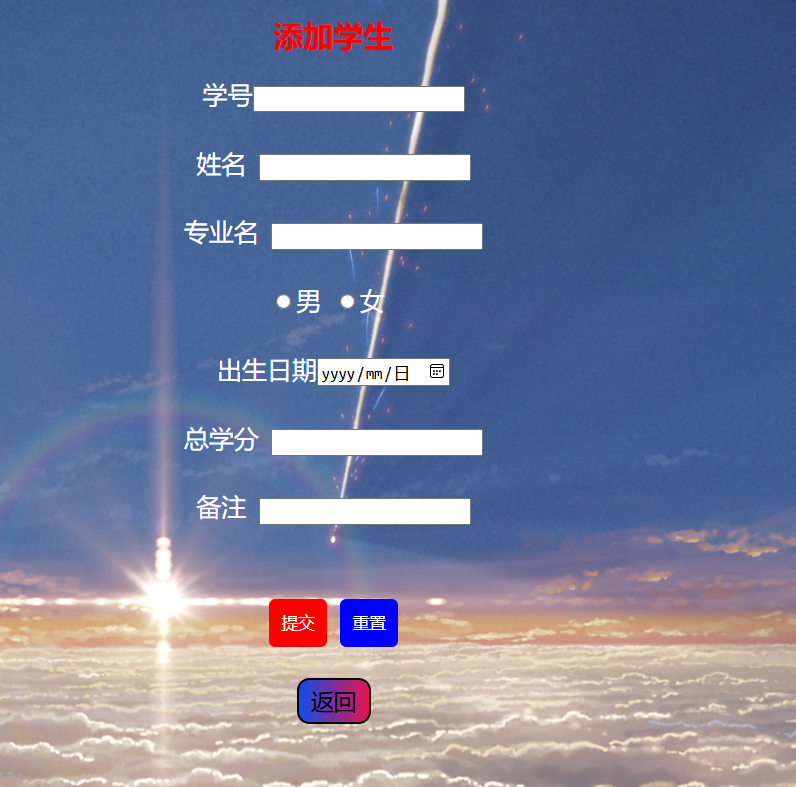 添加学生
学号
姓名
专业名
男 女
出生日期 yyyy/mm/日
总学分
备注
提交 重置
返回